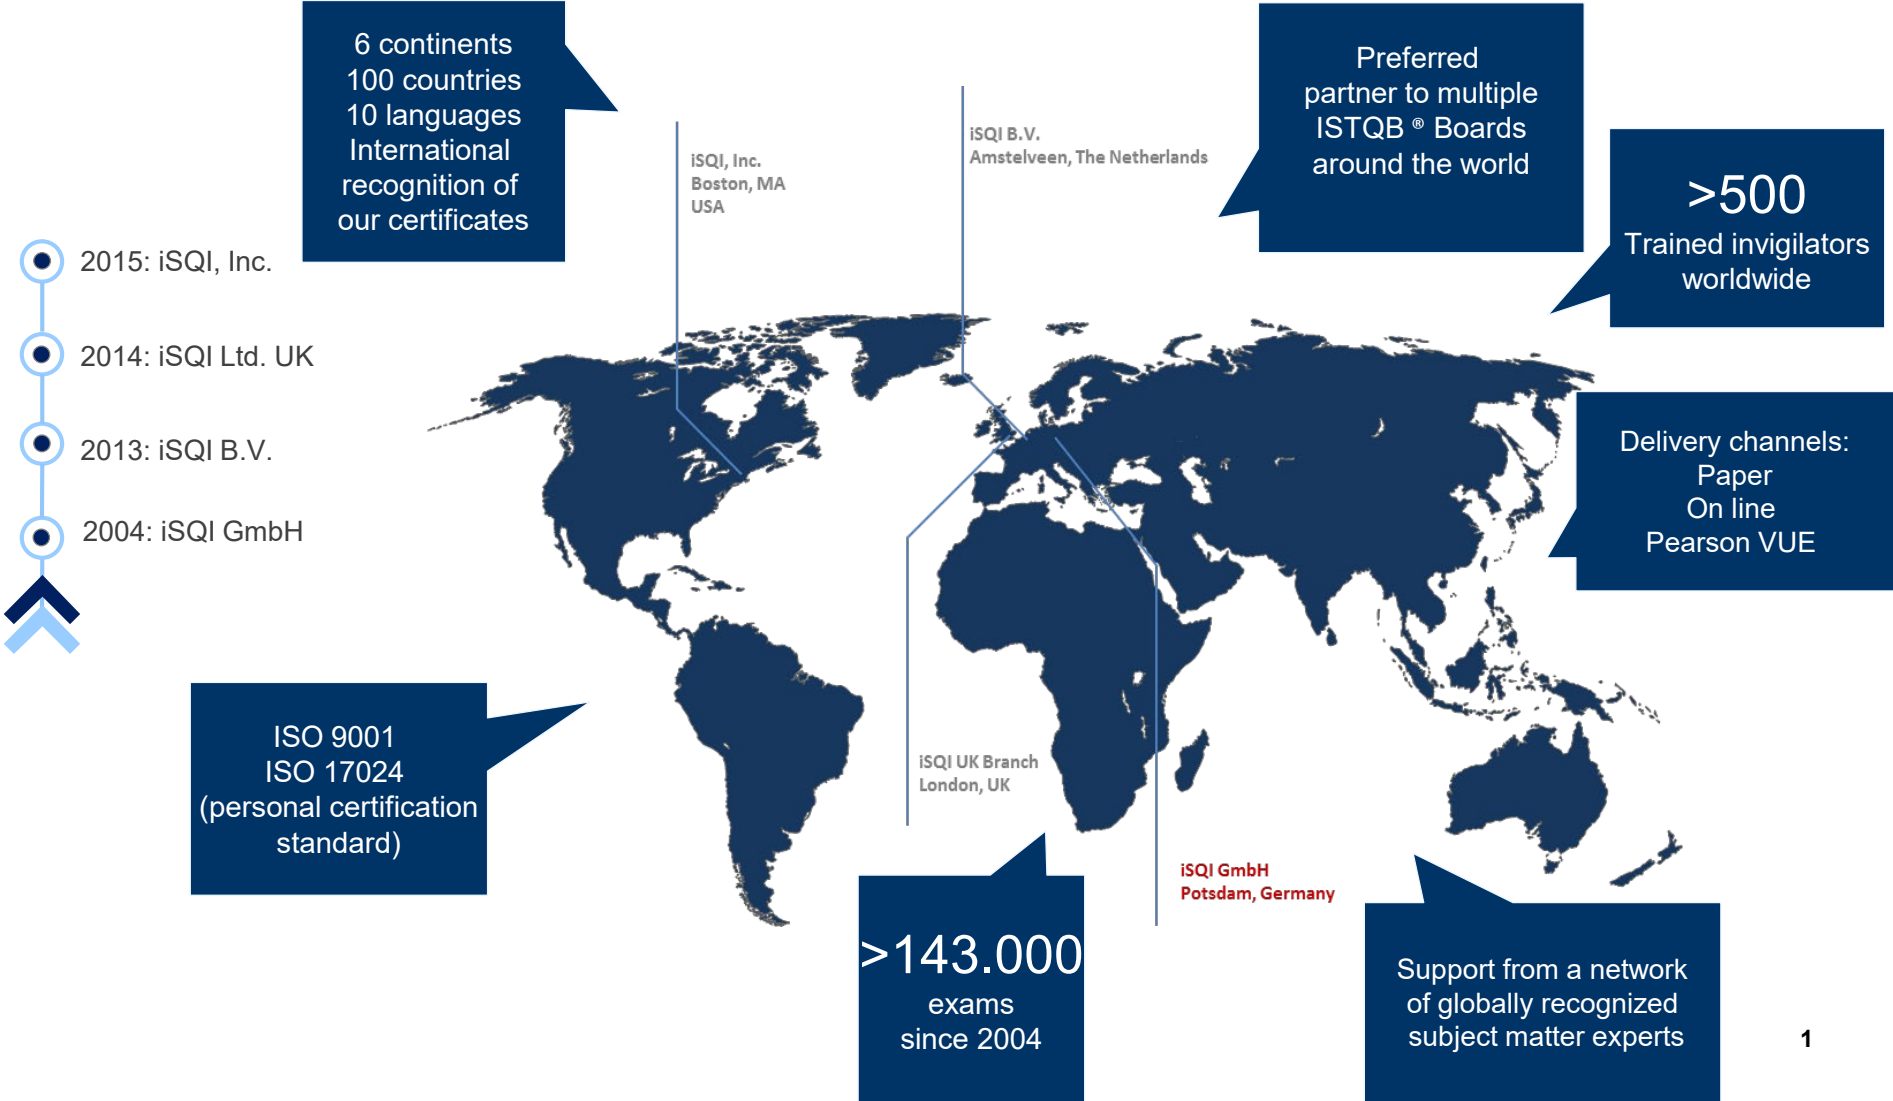 6 continents
100 countries
10 languages
International
recognition of
our certificates
Preferred
partner to multiple
ISTQB ® Boards
around the world
>500
Trained invigilators
worldwide
iSQI, Inc.
Boston, MA
USA
iSQI B.V.
Amstelveen, The Netherlands
2015: iSQI, Inc.
2014: iSQI Ltd. UK
2013: iSQI B.V.
2004: iSQI GmbH
Delivery channels:
Paper
On line
Pearson VUE
ISO 9001
ISO 17024
(personal certification
standard)
iSQI UK Branch
London, UK
iSQI GmbH
Potsdam, Germany
>143.000
exams
since 2004
Support from a network
of globally recognized
subject matter experts
1